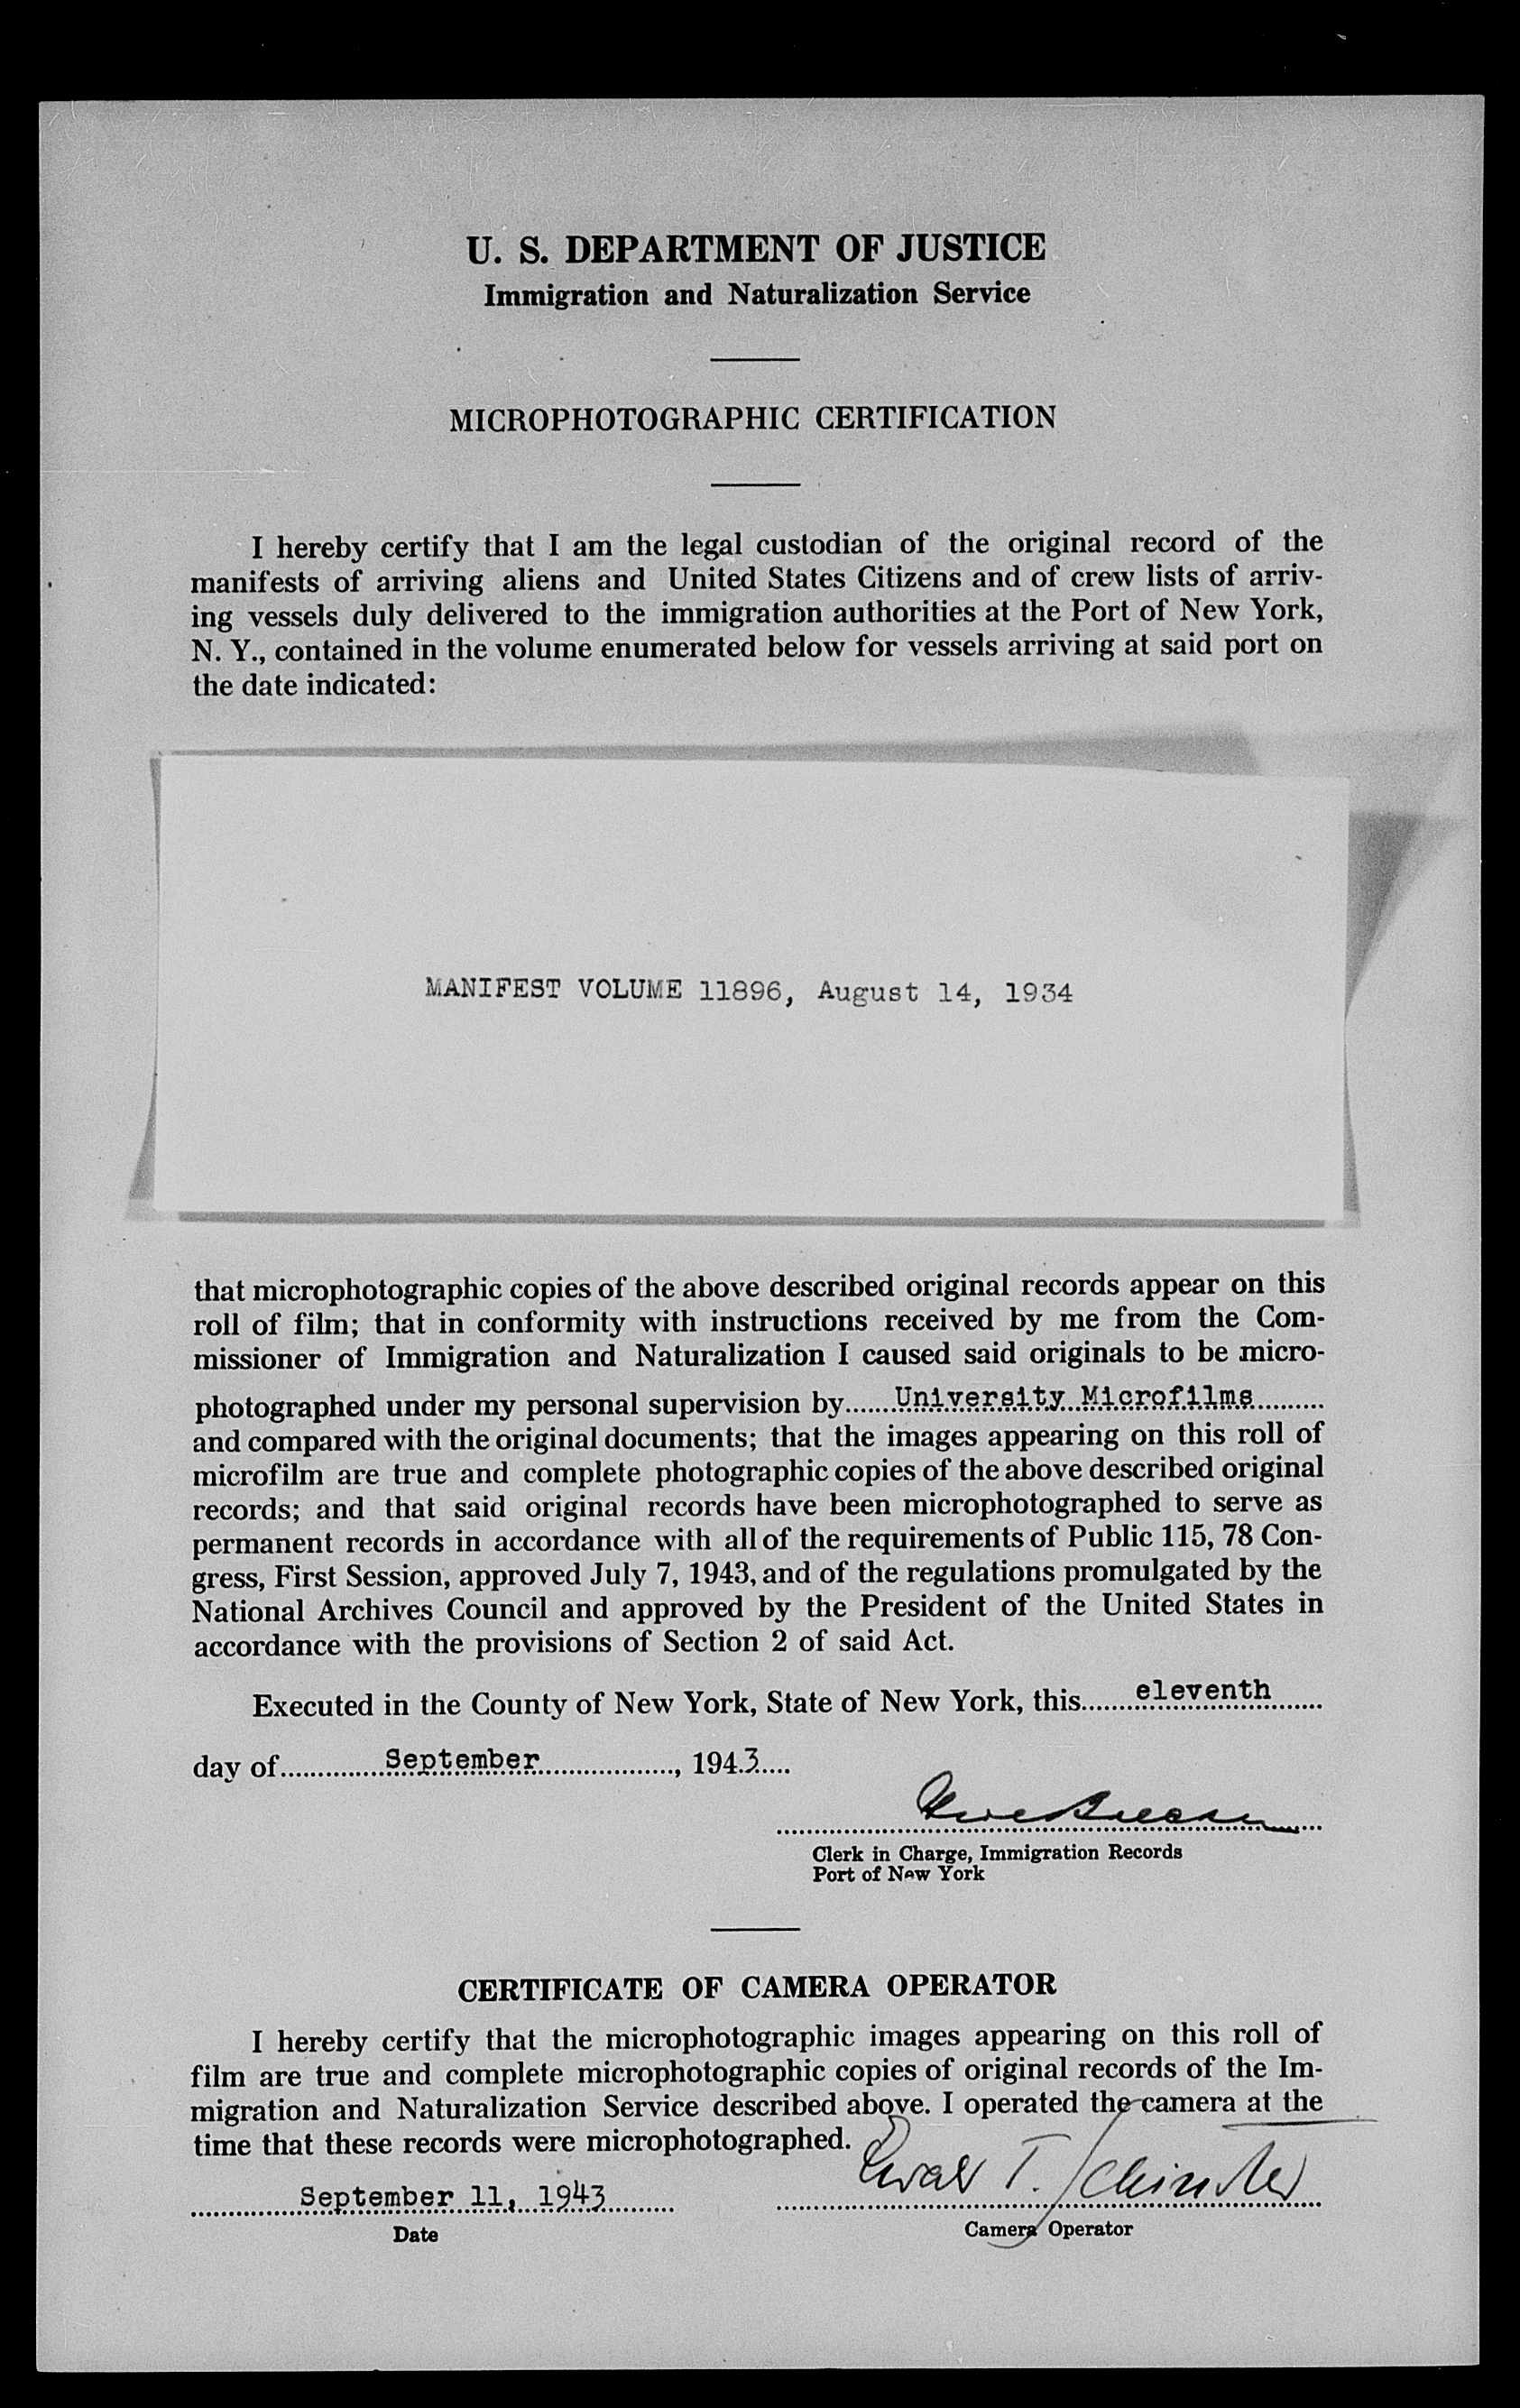 U. S. DEPARTMENT OF JUSTICE
Immigration and Naturalization Service
MICROPHOTOGRAPHIC CERTIFICATION
I hereby certify that I am the legal custodian of the original record of the
manifests of arriving aliens and United States Citizens and of crew lists of arriv-
ing vessels duly delivered to the immigration authorities at the Port of New York,
N. Y., contained in the volume enumerated below for vessels arriving at said port on
the date indicated:
MANIFEST VOLUME 11896, August 14, 1934
that microphotographic copies of the above described original records appear on this
roll of film; that in conformity with instructions received by me from the Com-
missioner of Immigration and Naturalization I caused said originals to be micro-
photographed under my personal supervision by.......University Microfilms..........
and compared with the original documents; that the images appearing on this roll of
microfilm are true and complete photographic copies of the above described original
records; and that said original records have been microphotographed to serve as
permanent records in accordance with all of the requirements of Public 115, 78 Con-
gress, First Session, approved July 7, 1943, and of the regulations promulgated by the
National Archives Council and approved by the President of the United States in
accordance with the provisions of Section 2 of said Act.
Executed in the County of New York, State of New York, this.......eleventh.......
day of..............September..................., 194.3.....
Clerk in Charge, Immigration Records
Port of New York
CERTIFICATE OF CAMERA OPERATOR
I hereby certify that the microphotographic images appearing on this roll of
film are true and complete microphotographic copies of original records of the Im-
migration and Naturalization Service described above. I operated the camera at the
time that these records were microphotographed.
T.
September 11, 1943
Date
Camera Operator